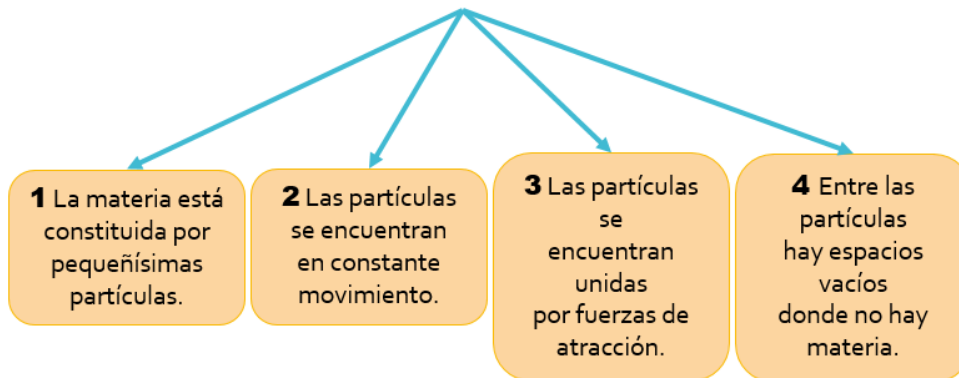 1 La materia está
constituida por
pequeñísimas
partículas.
2 Las partículas
se encuentran
en constante
movimiento.
3 Las partículas
se
encuentran
unidas
por fuerzas de
atracción.
4 Entre las
partículas
hay espacios
vacíos
donde no hay
materia.